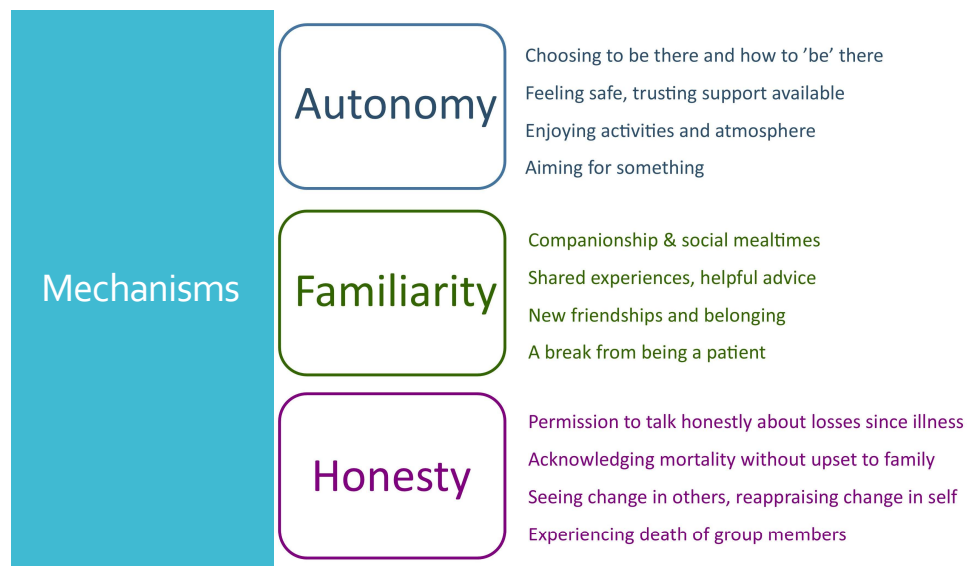 Mechanisms
Autonomy
Choosing to be there and how to ’be’ there
Feeling safe, trusting support available
Enjoying activities and atmosphere
Aiming for something
Familiarity
Companionship & social mealtimes
Shared experiences, helpful advice
New friendships and belonging
A break from being a patient
Honesty
Permission to talk honestly about losses since illness
Acknowledging mortality without upset to family
Seeing change in others, reappraising change in self
Experiencing death of group members